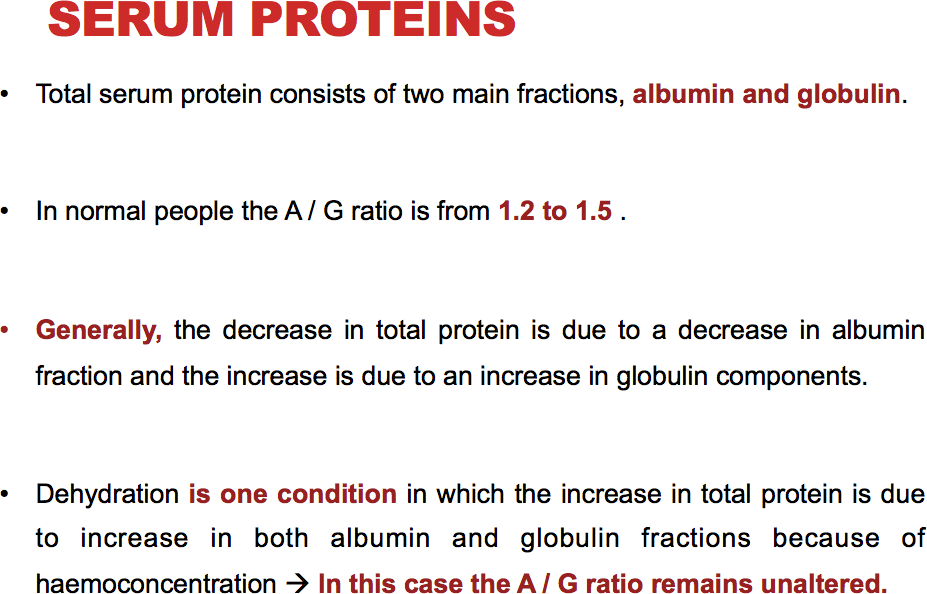 SERUM PROTEINS
• Total serum protein consists of two main fractions, albumin and globulin.
• In normal people the A / G ratio is from 1.2 to 1.5 .
• Generally, the decrease in total protein is due to a decrease in albumin
fraction and the increase is due to an increase in globulin components.
• Dehydration is one condition in which the increase in total protein is due
to increase in both albumin and globulin fractions because of
haemoconcentration → In this case the A / G ratio remains unaltered.